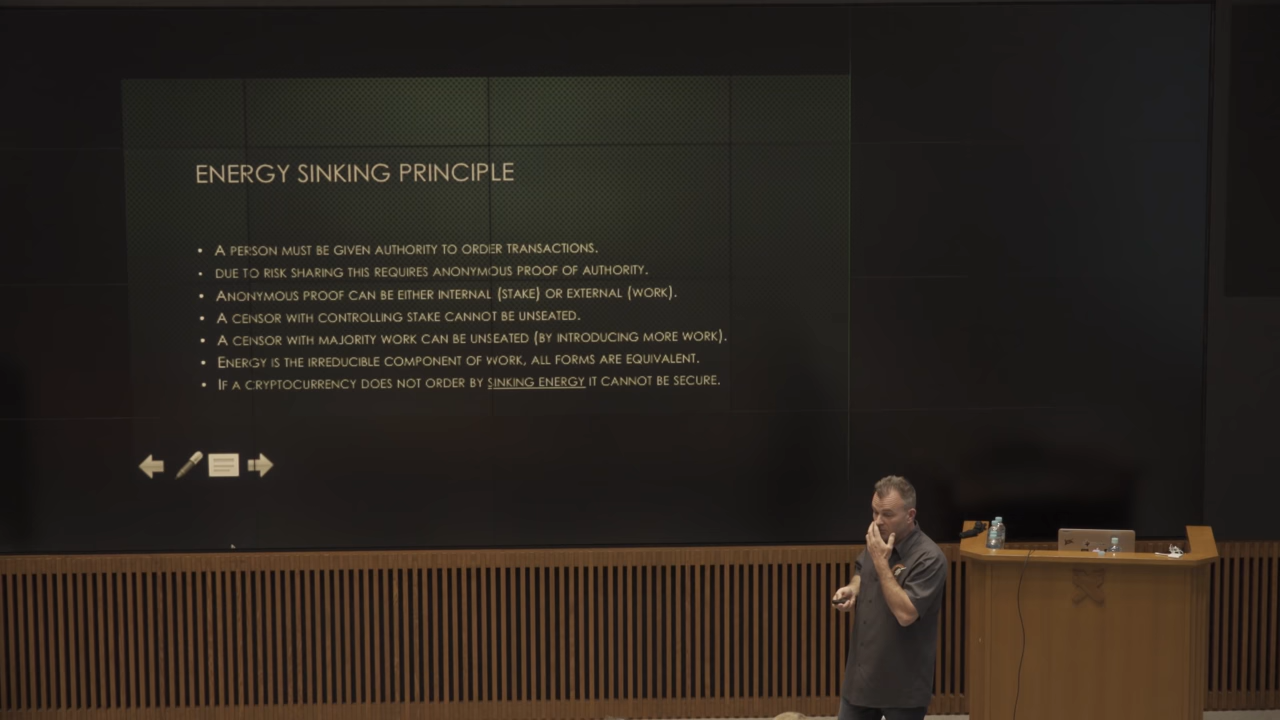 ENERGY SINKING PRINCIPLE
• A PERSON MUST BE GIVEN AUTHORITY TO ORDER TRANSACTIONS.
• DUE TO RISK SHARING THIS REQUIRES ANONYMOUS PROOF OF AUTHORITY.
• ANONYMOUS PROOF CAN BE EITHER INTERNAL (STAKE) OR EXTERNAL (WORK).
• A CENSOR WITH CONTROLLING STAKE CANNOT BE UNSEATED.
• A CENSOR WITH MAJORITY WORK CAN BE UNSEATED (BY INTRODUCING MORE WORK).
• ENERGY IS THE IRREDUCIBLE COMPONENT OF WORK, ALL FORMS ARE EQUIVALENT.
• IF A CRYPTOCURRENCY DOES NOT ORDER BY SINKING ENERGY IT CANNOT BE SECURE.